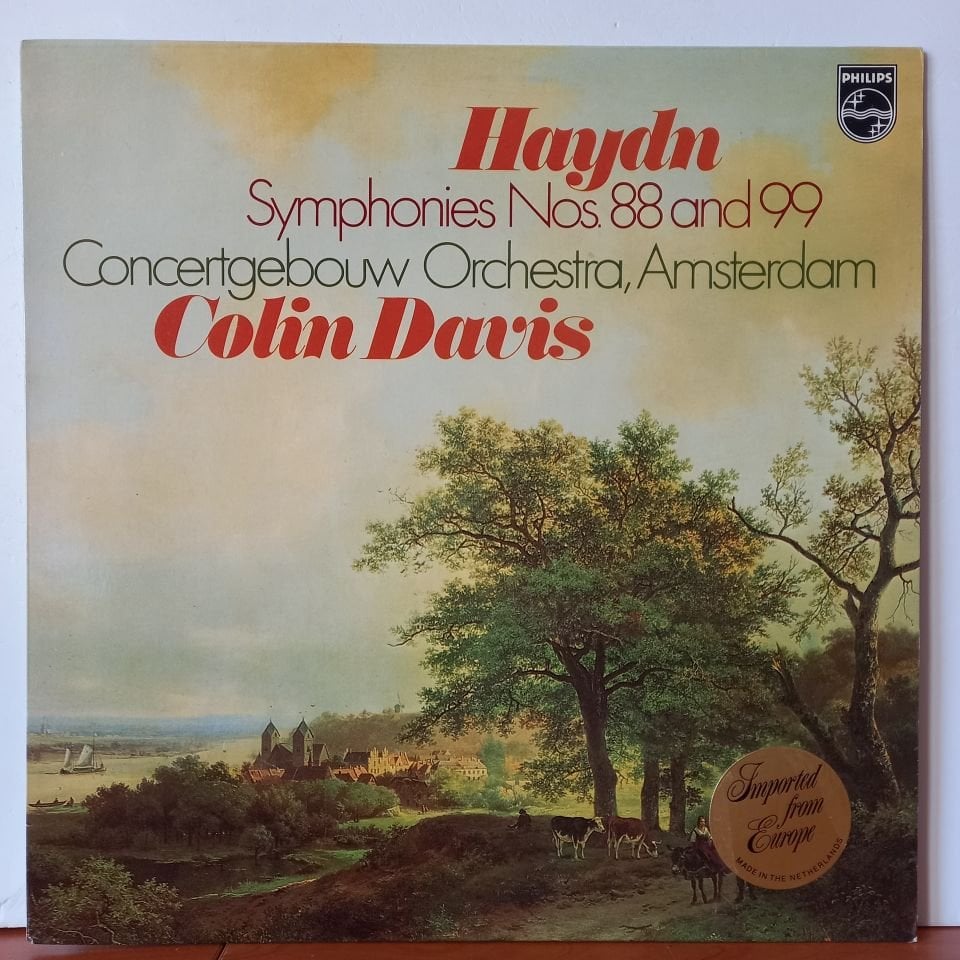 PHILIPS
Haydn
Symphonies Nos. 88 and 99
Concertgebouw Orchestra, Amsterdam
Colin Davis
Imported
from
Europe
MADE IN THE NETHERLANDS